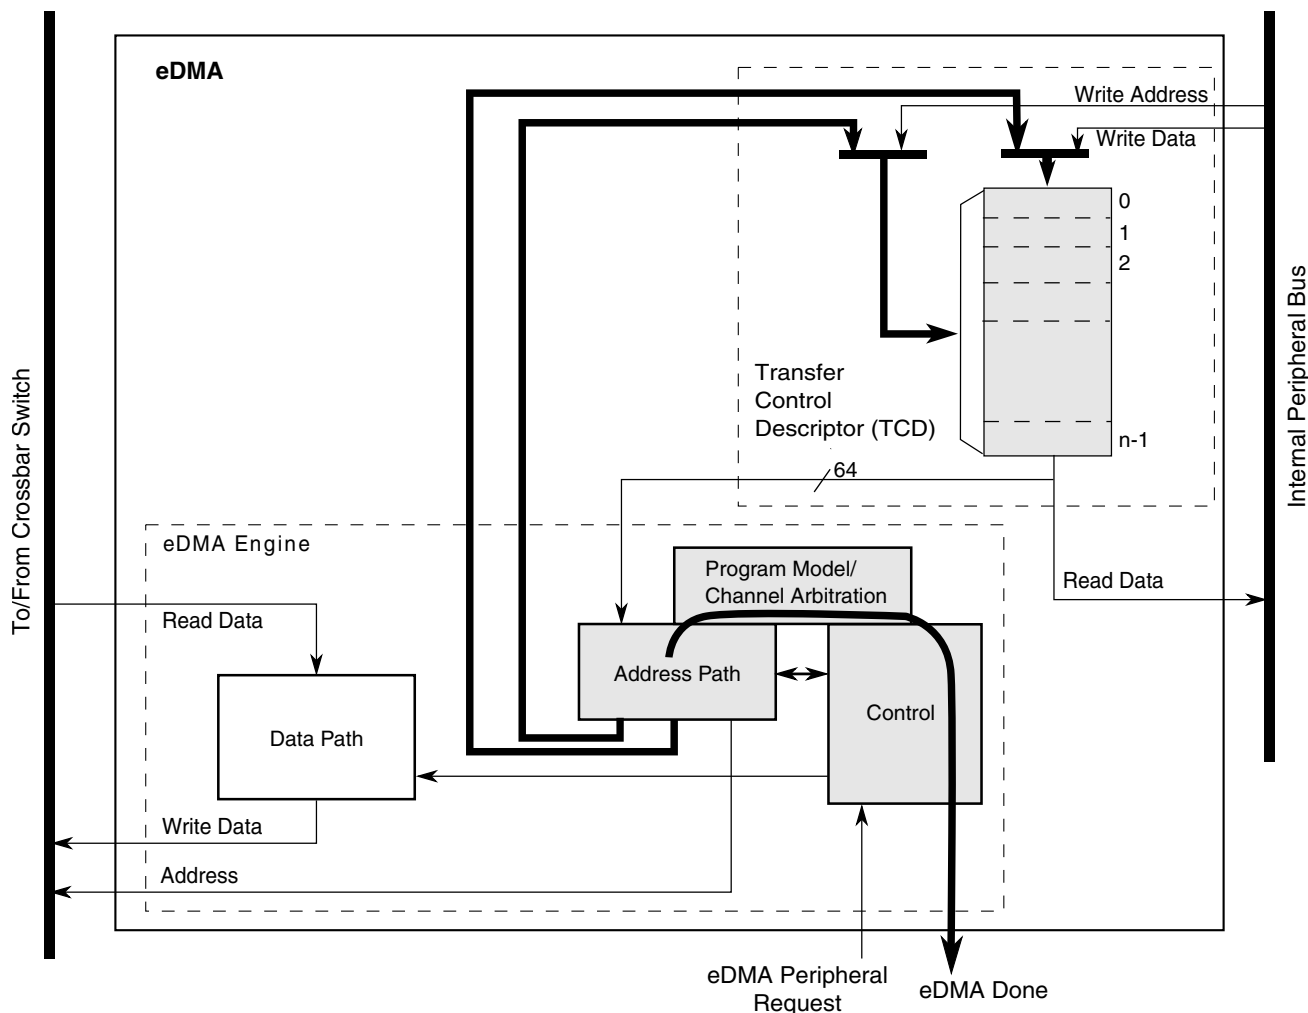 eDMA
Write Address
Write Data
0
1
2
n-1
Transfer
Control
Descriptor (TCD)
64
To/From Crossbar Switch
Internal Peripheral Bus
eDMA Engine
Program Model/
Channel Arbitration
Read Data
Read Data
Address Path
Control
Data Path
Write Data
Address
eDMA Peripheral
Request
eDMA Done